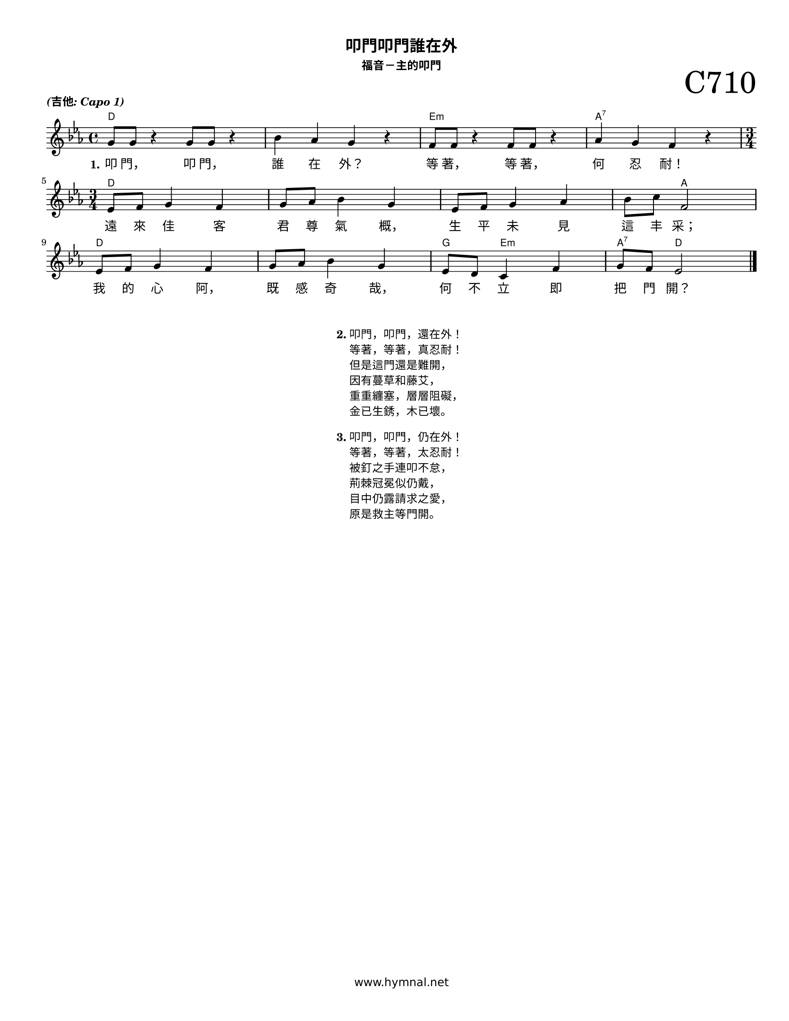 叩門叩門誰在外
福音－主的叩門
C710
(吉他: Capo 1)
D Em A7
1. 叩 門， 叩 門， 誰 在 外？ 等 著， 等 著， 何 忍 耐！
5 D A
遠 來 佳 客 君 尊 氣 概， 生 平 未 見 這 丰 采；
9 D G Em A7 D
我 的 心 阿， 既 感 奇 哉， 何 不 立 即 把 門 開？
2. 叩門，叩門，還在外！
等著，等著，真忍耐！
但是這門還是難開，
因有蔓草和藤艾，
重重纏塞，層層阻礙，
金已生銹，木已壞。
3. 叩門，叩門，仍在外！
等著，等著，太忍耐！
被釘之手連叩不怠，
荊棘冠冕似仍戴，
目中仍露請求之愛，
原是救主等門開。
www.hymnal.net